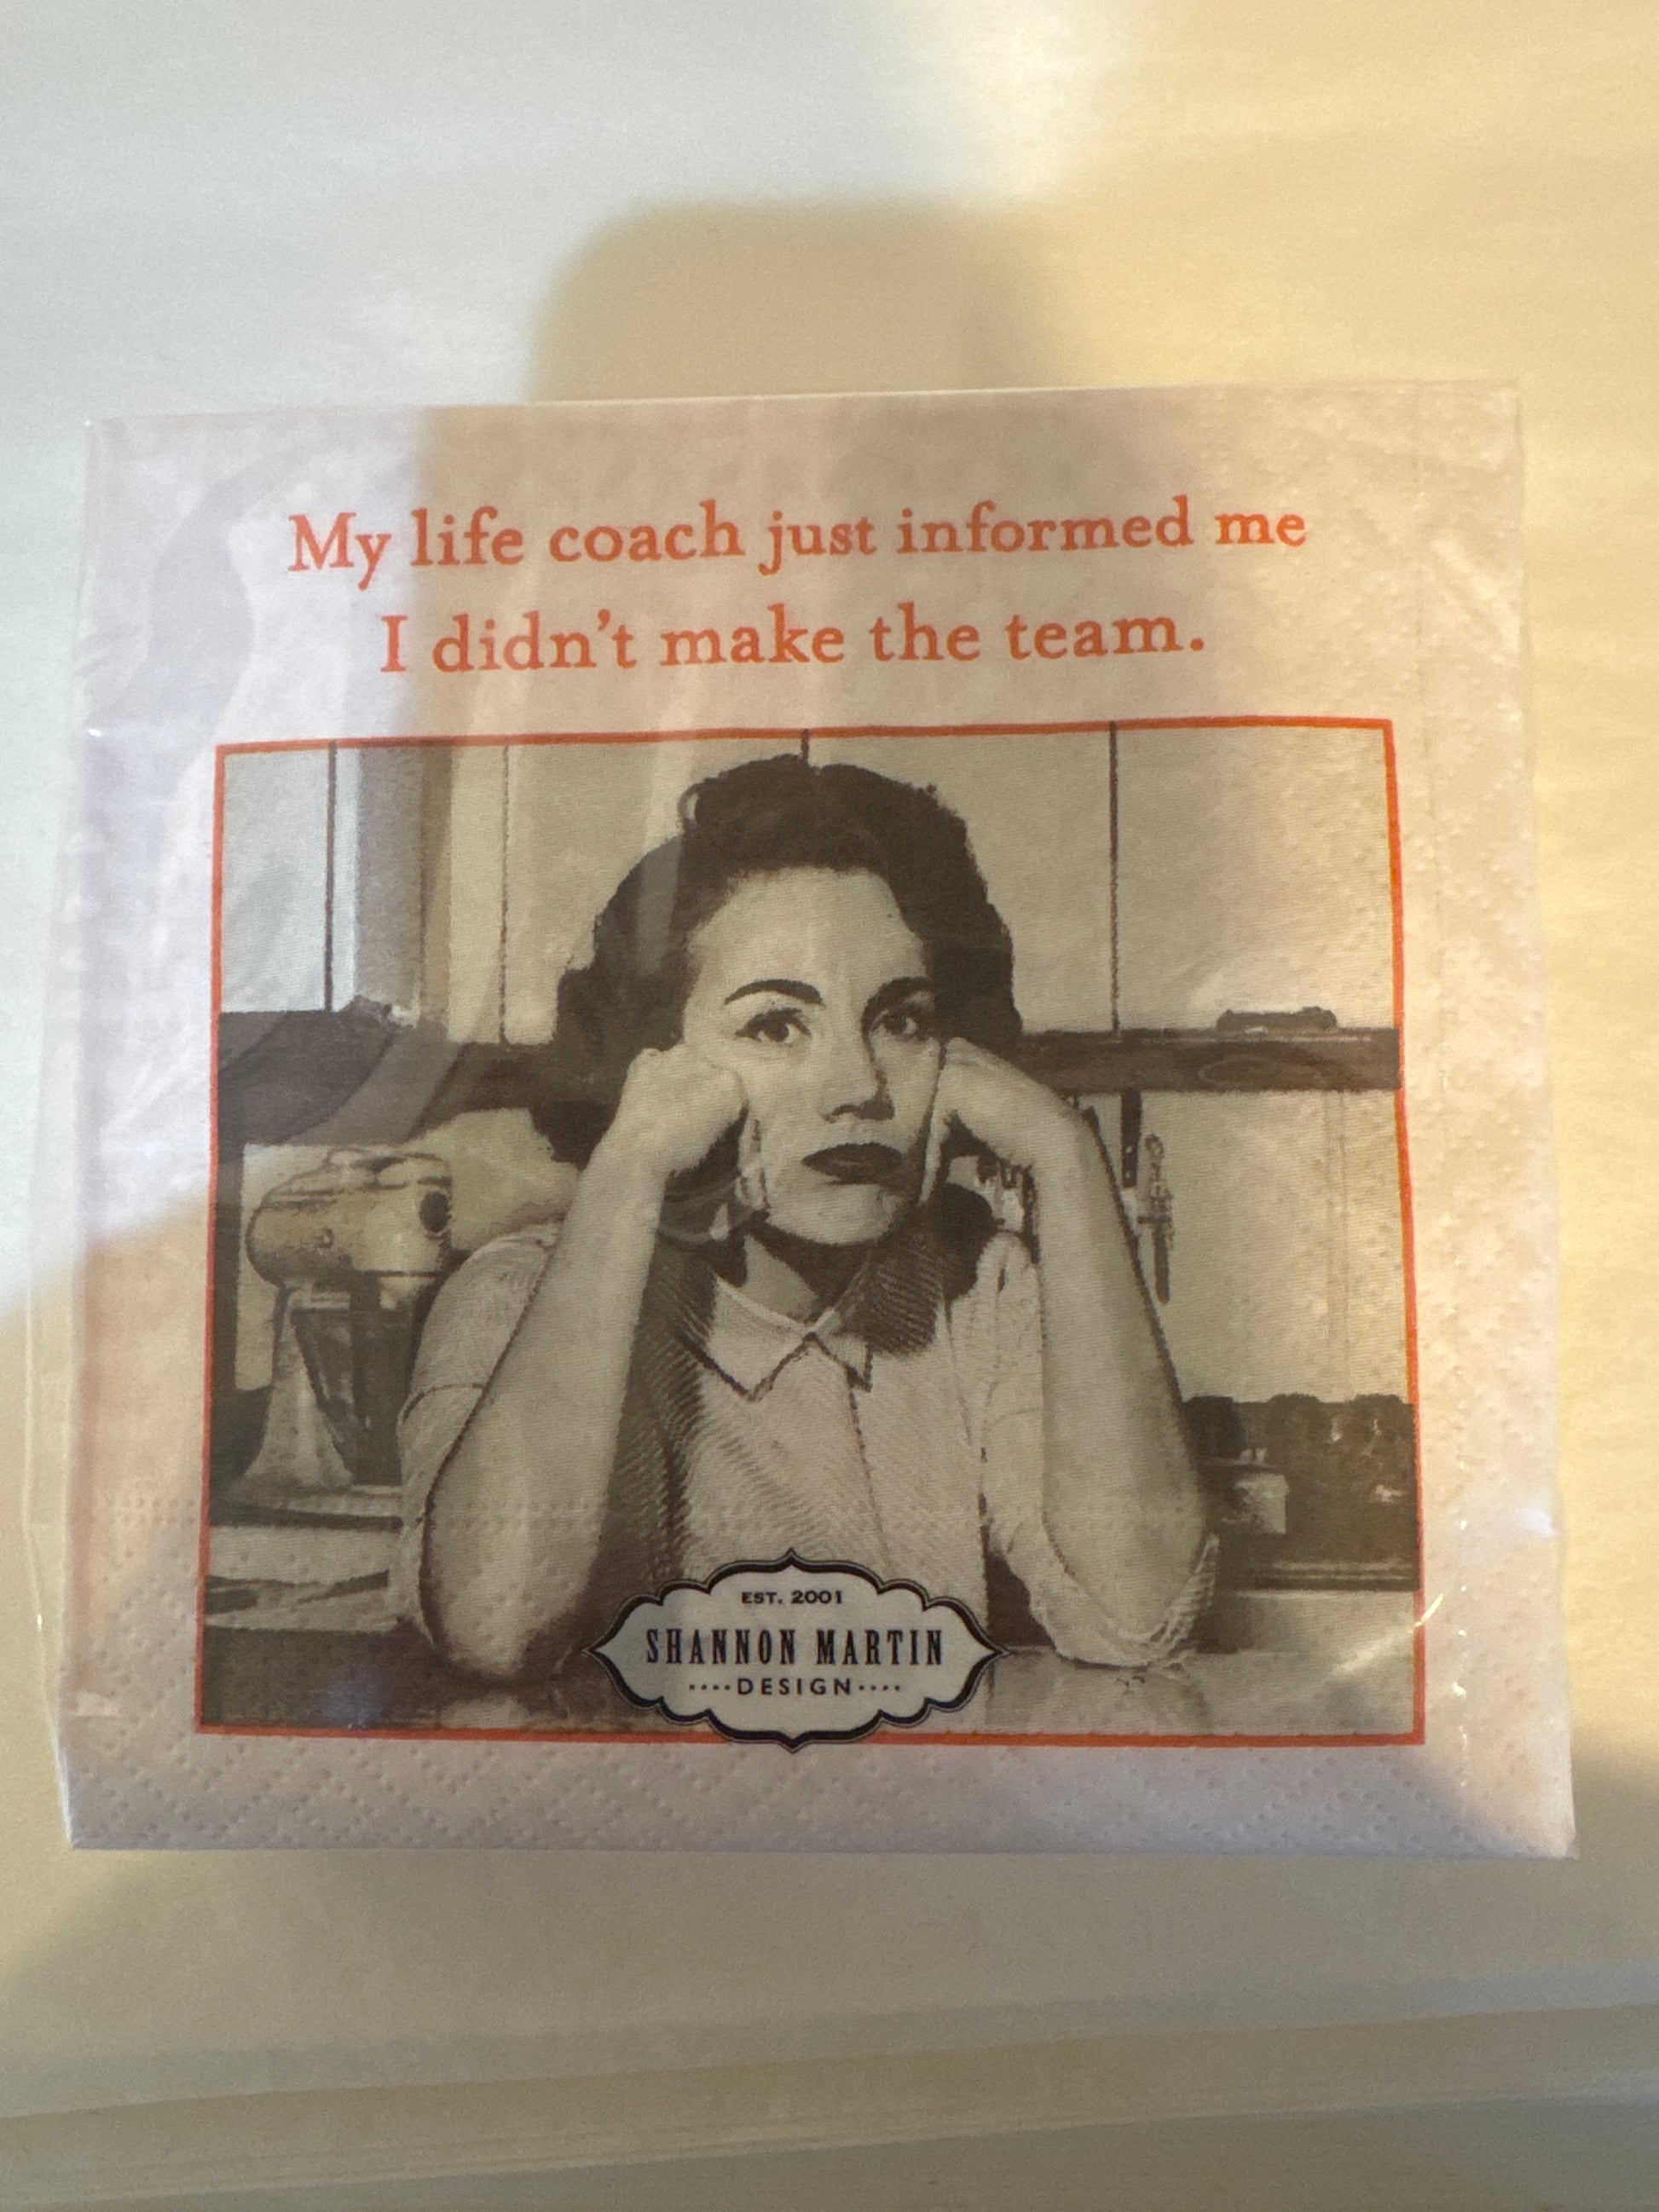 My life coach just informed me
I didn't make the team.
EST. 2001
SHANNON MARTIN
····DESIGN····